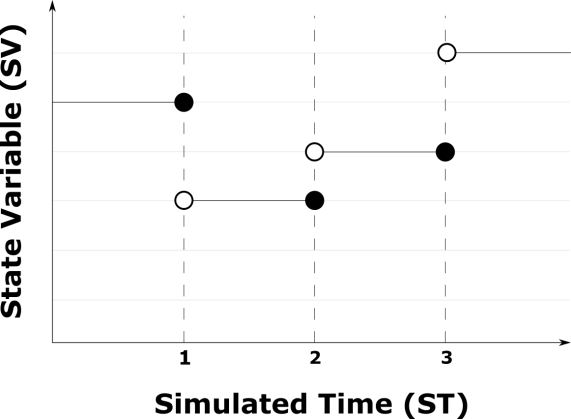 State Variable (SV)
1 2 3
Simulated Time (ST)